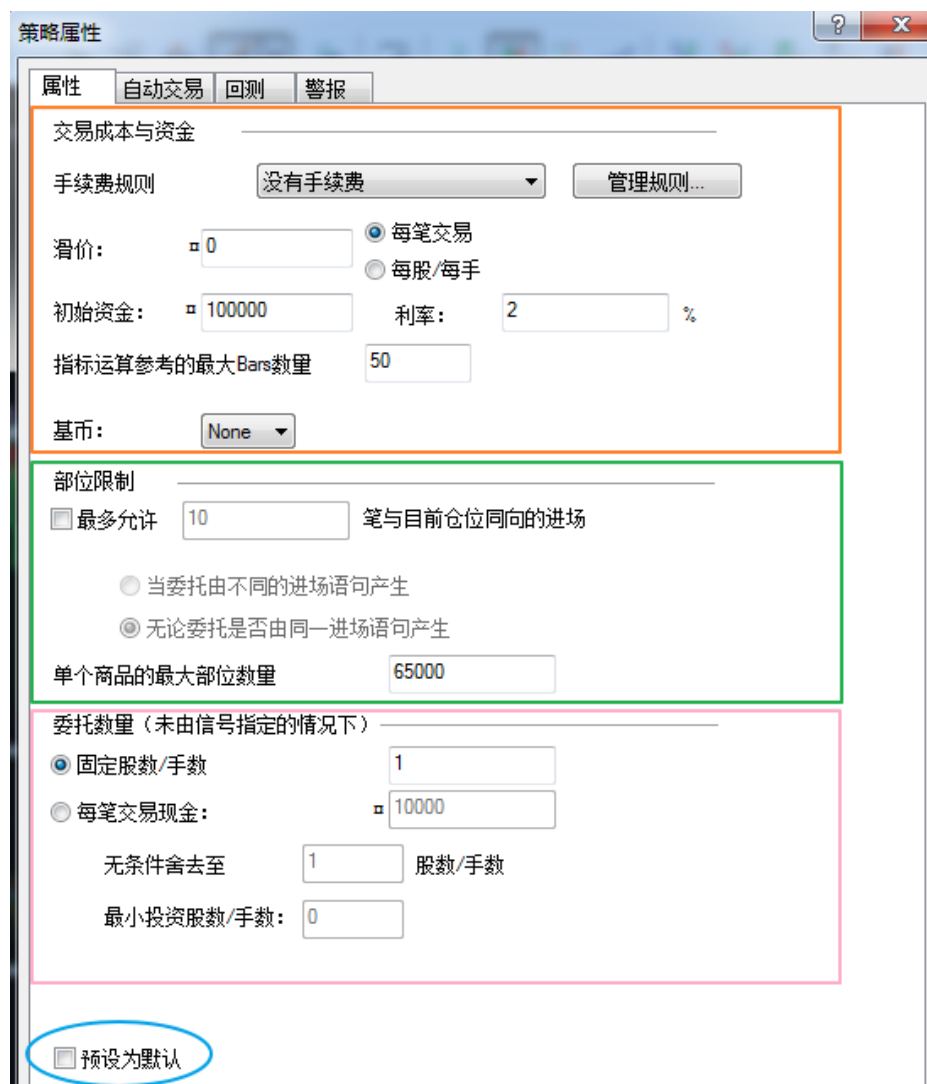 策略属性
属性 自动交易 回测 警报
交易成本与资金
手续费规则 没有手续费 管理规则...
滑价: ¤ 0 每笔交易
每股/每手
初始资金: ¤ 100000 利率: 2 %
指标运算参考的最大Bars数量 50
基币: None
部位限制
最多允许 10 笔与目前仓位同向的进场
当委托由不同的进场语句产生
无论委托是否由同一进场语句产生
单个商品的最大部位数量 65000
委托数量(未由信号指定的情况下)
固定股数/手数 1
每笔交易现金: ¤ 10000
无条件舍去至 1 股数/手数
最小投资股数/手数: 0
预设为默认